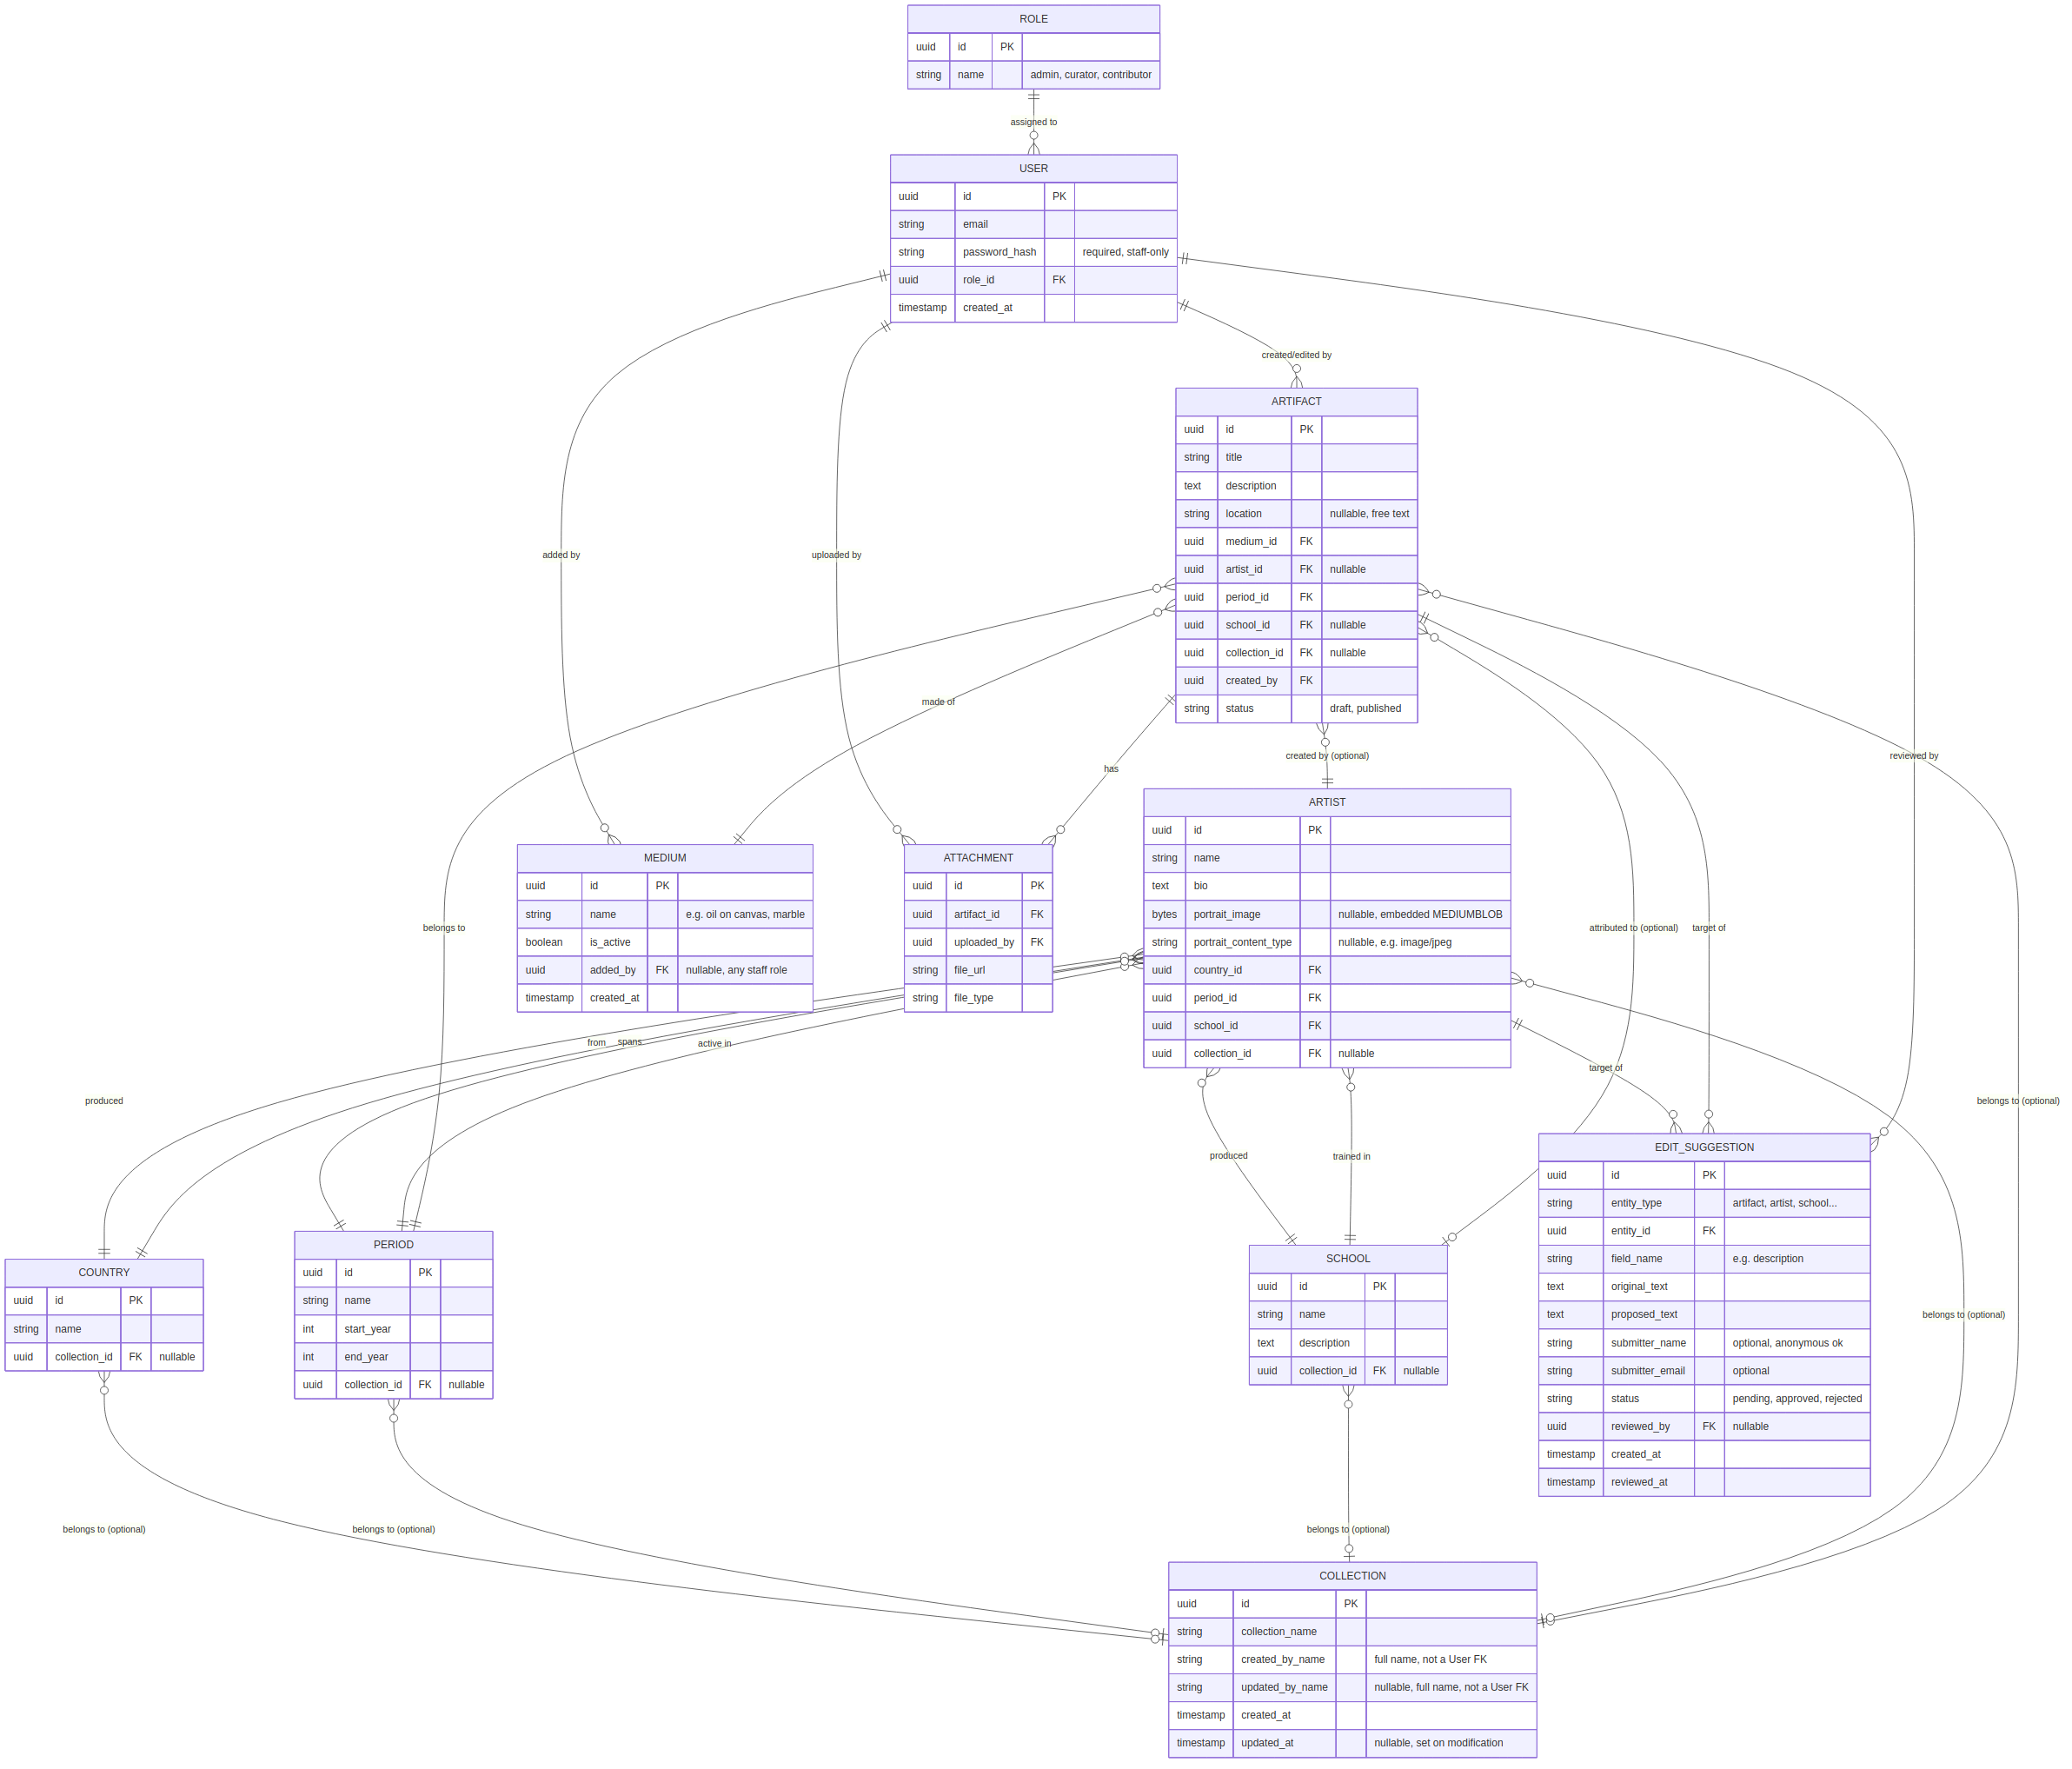 ROLE
uuid id PK
string name admin, curator, contributor
assigned to
USER
uuid id PK
string email
string password_hash required, staff-only
uuid role_id FK
timestamp created_at
created/edited by
ARTIFACT
uuid id PK
string title
text description
string location nullable, free text
uuid medium_id FK
uuid artist_id FK nullable
uuid period_id FK
uuid school_id FK nullable
uuid collection_id FK nullable
uuid created_by FK
string status draft, published
added by
uploaded by
made of
created by (optional)
reviewed by
has
belongs to
attributed to (optional)
target of
MEDIUM
uuid id PK
string name e.g. oil on canvas, marble
boolean is_active
uuid added_by FK nullable, any staff role
timestamp created_at
ATTACHMENT
uuid id PK
uuid artifact_id FK
uuid uploaded_by FK
string file_url
string file_type
ARTIST
uuid id PK
string name
text bio
bytes portrait_image nullable, embedded MEDIUMBLOB
string portrait_content_type nullable, e.g. image/jpeg
uuid country_id FK
uuid period_id FK
uuid school_id FK
uuid collection_id FK nullable
from
spans
active in
target of
produced
belongs to (optional)
produced
trained in
COUNTRY
uuid id PK
string name
uuid collection_id FK nullable
PERIOD
uuid id PK
string name
int start_year
int end_year
uuid collection_id FK nullable
SCHOOL
uuid id PK
string name
text description
uuid collection_id FK nullable
EDIT_SUGGESTION
uuid id PK
string entity_type artifact, artist, school...
uuid entity_id FK
string field_name e.g. description
text original_text
text proposed_text
string submitter_name optional, anonymous ok
string submitter_email optional
string status pending, approved, rejected
uuid reviewed_by FK nullable
timestamp created_at
timestamp reviewed_at
belongs to (optional)
belongs to (optional)
belongs to (optional)
belongs to (optional)
COLLECTION
uuid id PK
string collection_name
string created_by_name full name, not a User FK
string updated_by_name nullable, full name, not a User FK
timestamp created_at
timestamp updated_at nullable, set on modification